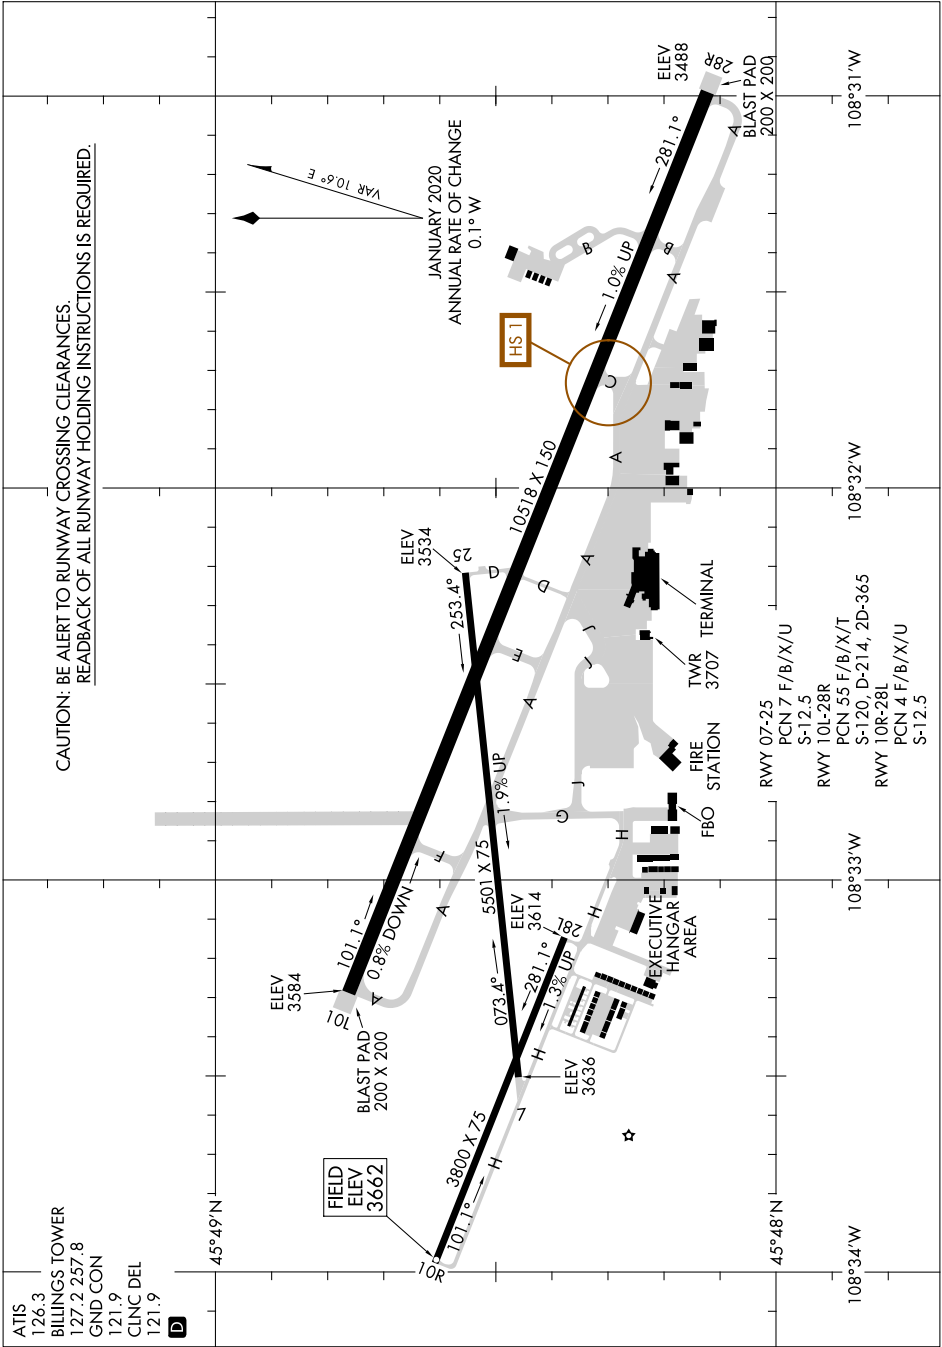 ATIS
126.3
BILLINGS TOWER
127.2 257.8
GND CON
121.9
CLNC DEL
121.9
D
CAUTION: BE ALERT TO RUNWAY CROSSING CLEARANCES.
READBACK OF ALL RUNWAY HOLDING INSTRUCTIONS IS REQUIRED.
VAR 10.6° E
JANUARY 2020
ANNUAL RATE OF CHANGE
0.1° W
45°49'N
FIELD
ELEV
3662
10R
101.1°
3800 X 75
H
L
H
ELEV
3636
281.1°
1.3% UP
28L
ELEV
3614
ELEV
3584
10L
BLAST PAD
200 X 200
101.1°
0.8% DOWN
A
A
F
073.4°
5501 X 75
1.9% UP
253.4°
25
ELEV
3534
G
H
H
J
J
J
A
E
D
D
A
10518 X 150
A
C
HS 1
1.0% UP
B
B
A
281.1°
A
28R
ELEV
3488
BLAST PAD
200 X 200
EXECUTIVE
HANGAR
AREA
FBO
FIRE
STATION
TWR
3707
TERMINAL
RWY 07-25
PCN 7 F/B/X/U
S-12.5
RWY 10L-28R
PCN 55 F/B/X/T
S-120, D-214, 2D-365
RWY 10R-28L
PCN 4 F/B/X/U
S-12.5
45°48'N
108°34'W
108°33'W
108°32'W
108°31'W